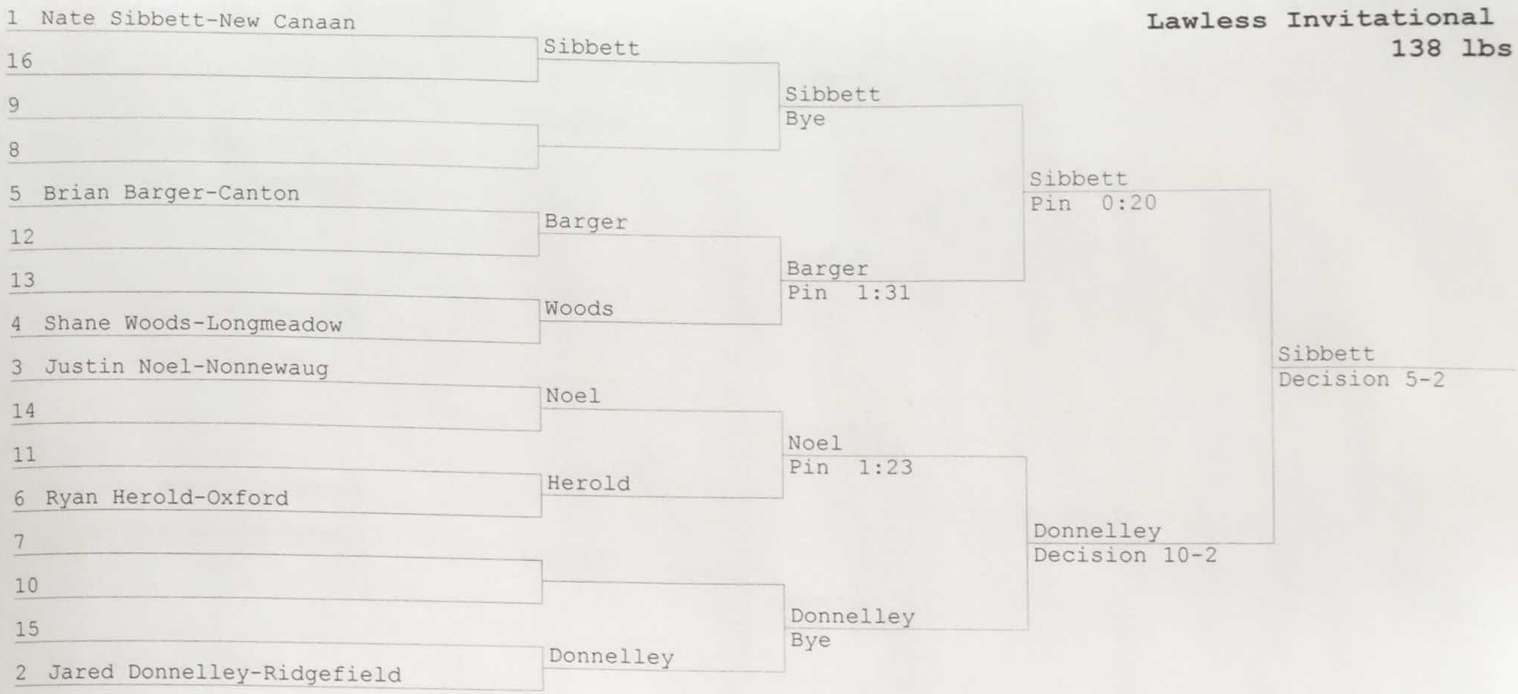 Lawless Invitational
138 lbs
1 Nate Sibbett-New Canaan
16
9
8
5 Brian Barger-Canton
12
13
4 Shane Woods-Longmeadow
3 Justin Noel-Nonnewaug
14
11
6 Ryan Herold-Oxford
7
10
15
2 Jared Donnelley-Ridgefield
Sibbett
Barger
Woods
Noel
Herold
Donnelley
Sibbett
Bye
Barger
Pin 1:31
Noel
Pin 1:23
Donnelley
Bye
Sibbett
Pin 0:20
Donnelley
Decision 10-2
Sibbett
Decision 5-2